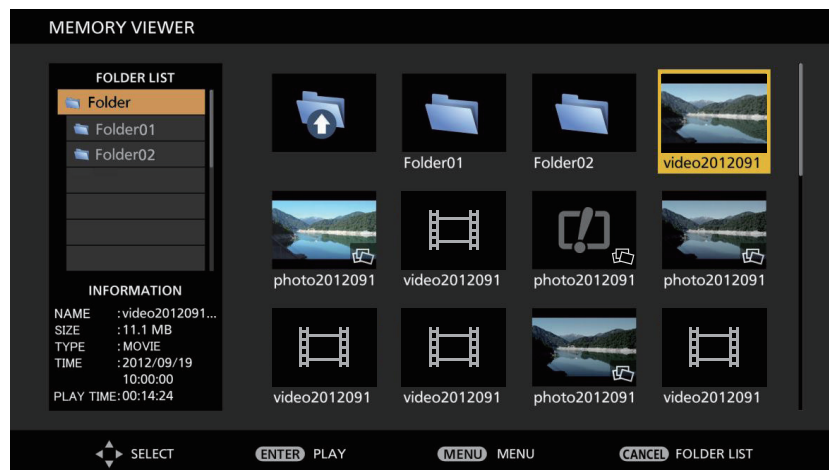 MEMORY VIEWER
FOLDER LIST
Folder
Folder01
Folder02
INFORMATION
NAME :video2012091...
SIZE :11.1 MB
TYPE :MOVIE
TIME :2012/09/19
10:00:00
PLAY TIME:00:14:24
Folder01 Folder02 video2012091
photo2012091 video2012091 photo2012091 photo2012091
video2012091 video2012091 photo2012091 video2012091
SELECT ENTER PLAY MENU MENU CANCEL FOLDER LIST